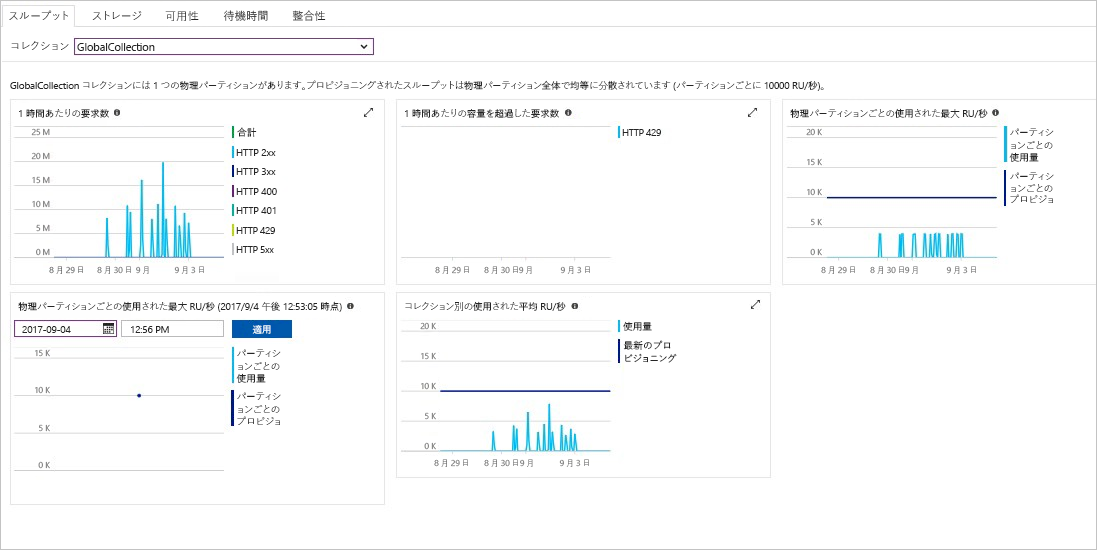 スループット ストレージ 可用性 待機時間 整合性
コレクション GlobalCollection
GlobalCollection コレクションには 1 つの物理パーティションがあります。プロビジョニングされたスループットは物理パーティション全体で均等に分散されています (パーティションごとに 10000 RU/秒)。
1 時間あたりの要求数
25 M
20 M
15 M
10 M
5 M
0 M
8 月 29 日 8 月 30 日 9 月 9 月 3 日
合計
HTTP 2xx
HTTP 3xx
HTTP 400
HTTP 401
HTTP 429
HTTP 5xx
1 時間あたりの容量を超過した要求数
HTTP 429
8 月 29 日 8 月 30 日9 月 9 月 3 日
物理パーティションごとの使用された最大 RU/秒
20 K
15 K
10 K
5 K
0 K
8 月 29 日 8 月 30 日9 月 9 月 3 日
パーティシ
ョンごとの
使用量
パーティシ
ョンごとの
プロビジョ
物理パーティションごとの使用された最大 RU/秒 (2017/9/4 午後 12:53:05 時点)
2017-09-04 12:56 PM 適用
15 K
10 K
5 K
0 K
パーティシ
ョンごとの
使用量
パーティシ
ョンごとの
プロビジョ
コレクション別の使用された平均 RU/秒
20 K
15 K
10 K
5 K
0 K
8 月 29 日 8 月 30 日9 月 9 月 3 日
使用量
最新のプロ
ビジョニング